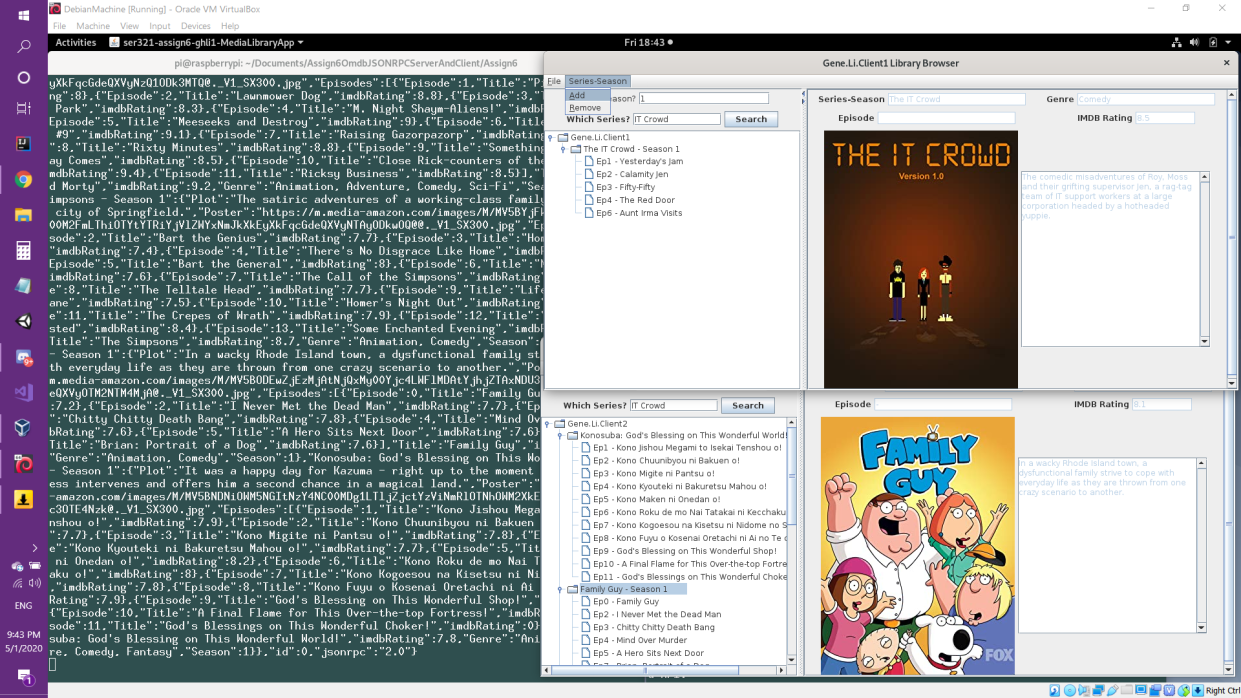 DebianMachine [Running] - Oracle VM VirtualBox
File Machine View Input Devices Help
Activities ser321-assign6-ghli1-MediaLibraryApp Fri 18:43
pi@raspberrypi: ~/Documents/Assign6OmdbJSONRPCServerAndClient/Assign6
yXkFqcGdeQXVyNzQ1ODk3MTQ@._V1_SX300.jpg","Episodes":[{"Episode":1,"Title":"P
ng":8},{"Episode":2,"Title":"Lawnmower Dog","imdbRating":8.8},{"Episode":3,"T
Park","imdbRating":8.3},{"Episode":4,"Title":"M. Night Shaym-Aliens!","imdbR
Episode":5,"Title":"Meeseeks and Destroy","imdbRating":9.1},{"Episode":6,"Tit
#9","imdbRating":9.1},{"Episode":7,"Title":"Raising Gazorpazorp","imdbRating
":8,"Title":"Rixty Minutes","imdbRating":8.8},{"Episode":9,"Title":"Something
ay Comes","imdbRating":8.5},{"Episode":10,"Title":"Close Rick-counters of the
mdbRating":9.4},{"Episode":11,"Title":"Ricksy Business","imdbRating":8.5}],"T
d Morty","imdbRating":9.2,"Genre":"Animation, Adventure, Comedy, Sci-Fi","Sea
impsons - Season 1":{"Plot":"The satiric adventures of a working-class family
city of Springfield.","Poster":"https://m.media-amazon.com/images/M/MV5BYjFk
sode":2,"Title":"Bart the Genius","imdbRating":7.7},{"Episode":3,"Title":"Hom
"imdbRating":7.4},{"Episode":4,"Title":"There's No Disgrace Like Home","imdbR
Episode":5,"Title":"Bart the General","imdbRating":8},{"Episode":6,"Title":"M
imdbRating":7.6},{"Episode":7,"Title":"The Call of the Simpsons","imdbRating"
e":8,"Title":"The Telltale Head","imdbRating":7.7},{"Episode":9,"Title":"Life
ane","imdbRating":7.5},{"Episode":10,"Title":"Homer's Night Out","imdbRating"
e":11,"Title":"The Crepes of Wrath","imdbRating":7.9},{"Episode":12,"Title":"
sted","imdbRating":8.4},{"Episode":13,"Title":"Some Enchanted Evening","imdbR
Title":"The Simpsons","imdbRating":8.7,"Genre":"Animation, Comedy","Season":
- Season 1":{"Plot":"In a wacky Rhode Island town, a dysfunctional family st
th everyday life as they are thrown from one crazy scenario to another.","Po
eQXVyOTM2NTM4MjA@._V1_SX300.jpg","Episodes":[{"Episode":0,"Title":"Family Gu
:7.2},{"Episode":2,"Title":"I Never Met the Dead Man","imdbRating":7.7},{"Ep
"Chitty Chitty Death Bang","imdbRating":7.8},{"Episode":4,"Title":"Mind Ov
bRating":7.6},{"Episode":5,"Title":"A Hero Sits Next Door","imdbRating":7.6}
Title":"Brian: Portrait of a Dog","imdbRating":7.6}],"Title":"Family Guy","i
"Genre":"Animation, Comedy","Season":1},"Konosuba: God's Blessing on This Wo
- Season 1":{"Plot":"It was a happy day for Kazuma - right up to the moment
ess intervenes and offers him a second chance in a magical land.","Poster":"
nshou o!","imdbRating":7.9},{"Episode":2,"Title":"Kono Chuunibyou ni Bakuen
:7.7},{"Episode":3,"Title":"Kono Migite ni Pantsu o!","imdbRating":7.8},{"E
e":"Kono Kyouteki ni Bakuretsu Mahou o!","imdbRating":7.7},{"Episode":5,"Tit
ni Onedan o!","imdbRating":8.2},{"Episode":6,"Title":"Kono Roku de mo Nai T
aku o!","imdbRating":8},{"Episode":7,"Title":"Kono Kogoesou na Kisetsu ni Ni
:7.8},{"Episode":8,"Title":"Kono Fuyu o Kosenai Oretachi ni Ai
Rating":7.9},{"Episode":9,"Title":"God's Blessing on This Wonderful Shop!","
{"Episode":10,"Title":"A Final Flame for This Over-the-top Fortress!","imdbR
sode":11,"Title":"God's Blessings on This Wonderful Choker!","imdbRating":0}
suba: God's Blessing on This Wonderful World!","imdbRating":7.8,"Genre":"Ani
re, Comedy, Fantasy","Season":1}},"id":0,"jsonrpc":"2.0"}
Gene.Li.Client1 Library Browser
File Series-Season
Add
Remove
eason? 1
Which Series? IT Crowd Search
Gene.Li.Client1
The IT Crowd - Season 1
Ep1 - Yesterday's Jam
Ep2 - Calamity Jen
Ep3 - Fifty-Fifty
Ep4 - The Red Door
Ep6 - Aunt Irma Visits
Series-Season The IT Crowd Genre Comedy
Episode IMDB Rating 8.5
THE IT CROWD
Version 1.0
The comedic misadventures of Roy, Moss
and their grifting supervisor Jen, a rag-tag
team of IT support workers at a large
corporation headed by a hotheaded
yuppie.
Which Series? IT Crowd Search
Gene.Li.Client2
Konosuba: God's Blessing on This Wonderful World!
Ep1 - Kono Jishou Megami to Isekai Tenshou o!
Ep2 - Kono Chuunibyou ni Bakuen o!
Ep3 - Kono Migite ni Pantsu o!
Ep4 - Kono Kyouteki ni Bakuretsu Mahou o!
Ep5 - Kono Maken ni Onedan o!
Ep6 - Kono Roku de mo Nai Tatakai ni Kecchaku
Ep7 - Kono Kogoesou na Kisetsu ni Nidome no S
Ep8 - Kono Fuyu o Kosenai Oretachi ni Ai no Te o
Ep9 - God's Blessing on This Wonderful Shop!
Ep10 - A Final Flame for This Over-the-top Fortres
Ep11 - God's Blessings on This Wonderful Choke
Family Guy - Season 1
Ep0 - Family Guy
Ep2 - I Never Met the Dead Man
Ep3 - Chitty Chitty Death Bang
Ep4 - Mind Over Murder
Ep5 - A Hero Sits Next Door
Episode IMDB Rating 8.1
FAMILY GUY
FOX
In a wacky Rhode Island town, a
dysfunctional family strive to cope with
everyday life as they are thrown from one
crazy scenario to another.
ENG
9:43 PM
5/1/2020
Right Ctrl